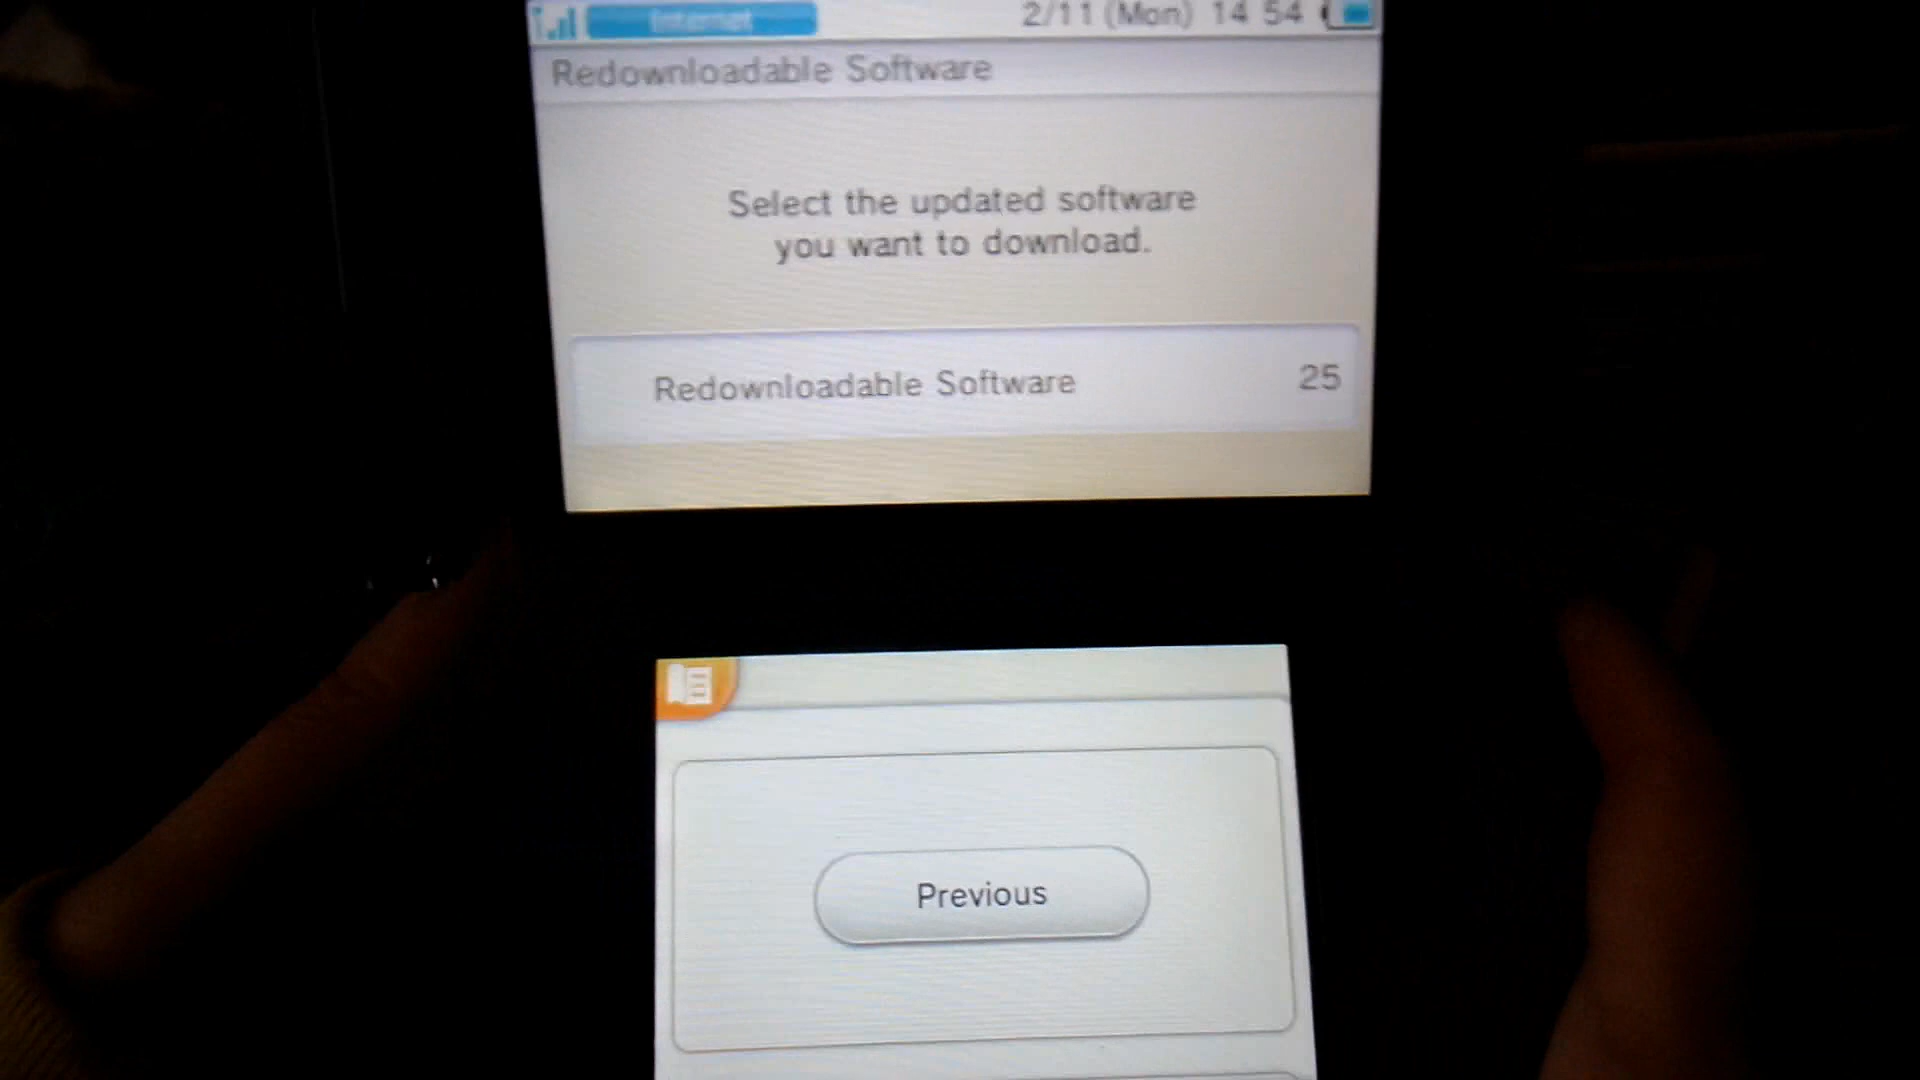 Internet 2/11 (Mon) 14 54
Redownloadable Software
Select the updated software
you want to download.
Redownloadable Software 25
Previous